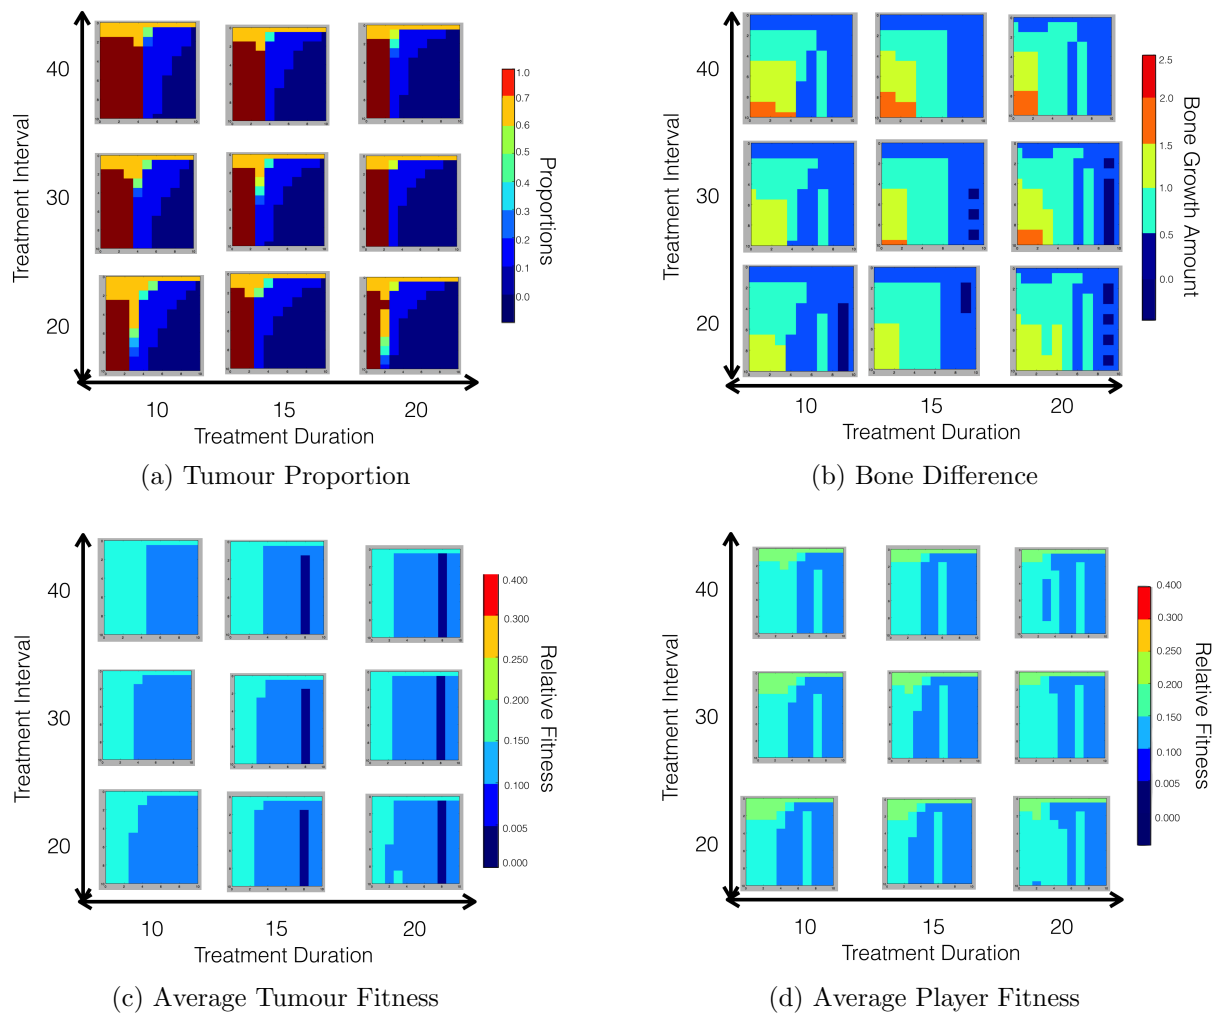 40
30
20
Treatment Interval
10 15 20
Treatment Duration
1.0
0.7
0.6
0.5
0.4
0.3
0.2
0.1
0.0
Proportions
(a) Tumour Proportion
40
30
20
Treatment Interval
10 15 20
Treatment Duration
2.5
2.0
1.5
1.0
0.5
0.0
Bone Growth Amount
(b) Bone Difference
40
30
20
Treatment Interval
10 15 20
Treatment Duration
0.400
0.300
0.250
0.200
0.150
0.100
0.005
0.000
Relative Fitness
(c) Average Tumour Fitness
40
30
20
Treatment Interval
10 15 20
Treatment Duration
0.400
0.300
0.250
0.200
0.150
0.100
0.005
0.000
Relative Fitness
(d) Average Player Fitness